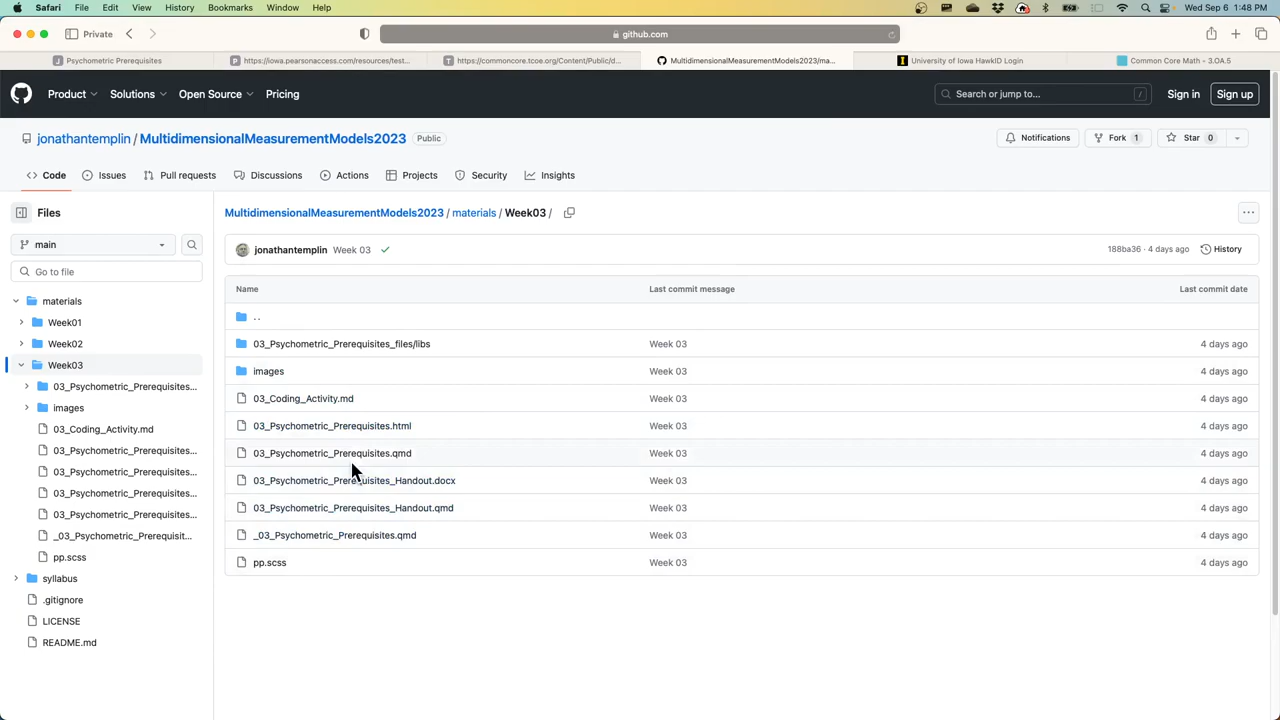 Safari File Edit View History Bookmarks Window Help Wed Sep 6 1:48 PM
Private github.com
Psychometric Prerequisites https://iowa.pearsonaccess.com/resources/test... https://commoncore.tcoe.org/Content/Public/d... MultidimensionalMeasurementModels2023/ma... University of Iowa HawkID Login Common Core Math - 3.OA.5
Product Solutions Open Source Pricing Search or jump to... / Sign in Sign up
jonathantemplin / MultidimensionalMeasurementModels2023 Public Notifications Fork 1 Star 0
Code Issues Pull requests Discussions Actions Projects Security Insights
Files
main
Go to file
materials
Week01
Week02
Week03
03_Psychometric_Prerequisites...
images
03_Coding_Activity.md
03_Psychometric_Prerequisites...
03_Psychometric_Prerequisites...
03_Psychometric_Prerequisites...
03_Psychometric_Prerequisites...
_03_Psychometric_Prerequisit...
pp.scss
syllabus
.gitignore
LICENSE
README.md
MultidimensionalMeasurementModels2023 / materials / Week03 /
jonathantemplin Week 03 188ba36 · 4 days ago History
Name Last commit message Last commit date
..
03_Psychometric_Prerequisites_files/libs Week 03 4 days ago
images Week 03 4 days ago
03_Coding_Activity.md Week 03 4 days ago
03_Psychometric_Prerequisites.html Week 03 4 days ago
03_Psychometric_Prerequisites.qmd Week 03 4 days ago
03_Psychometric_Prerequisites_Handout.docx Week 03 4 days ago
03_Psychometric_Prerequisites_Handout.qmd Week 03 4 days ago
_03_Psychometric_Prerequisites.qmd Week 03 4 days ago
pp.scss Week 03 4 days ago